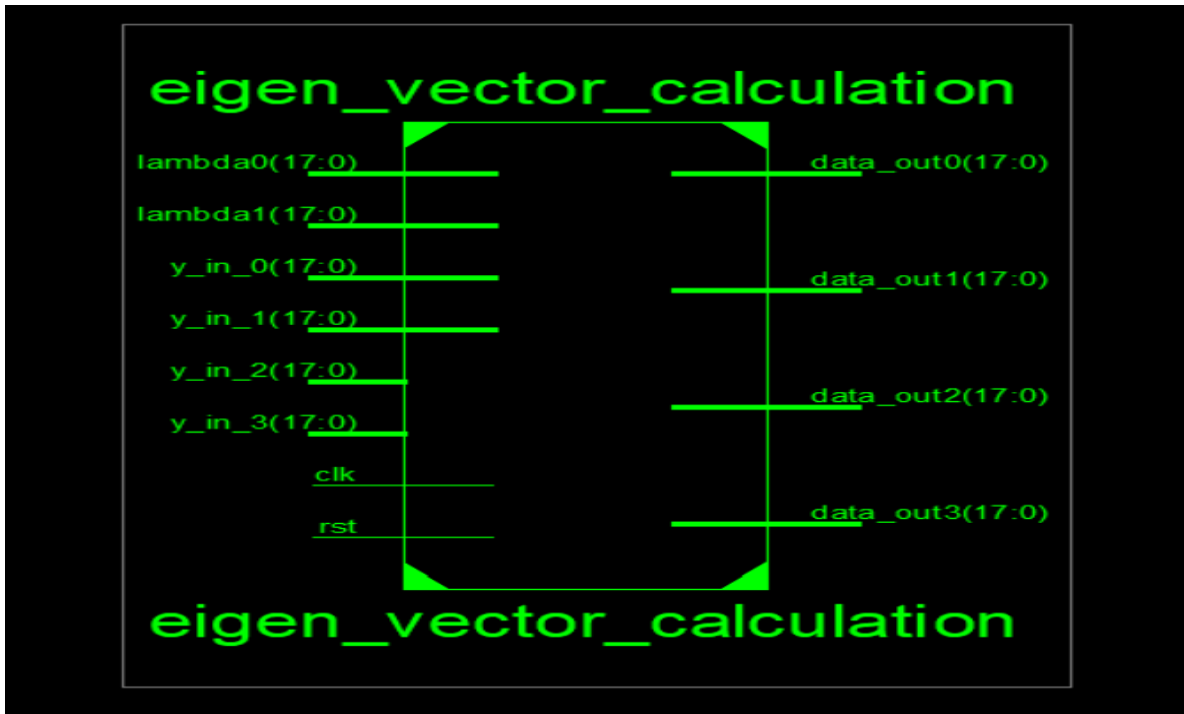 eigen_vector_calculation
lambda0(17:0)
lambda1(17:0)
y_in_0(17:0)
y_in_1(17:0)
y_in_2(17:0)
y_in_3(17:0)
clk
rst
data_out0(17:0)
data_out1(17:0)
data_out2(17:0)
data_out3(17:0)
eigen_vector_calculation